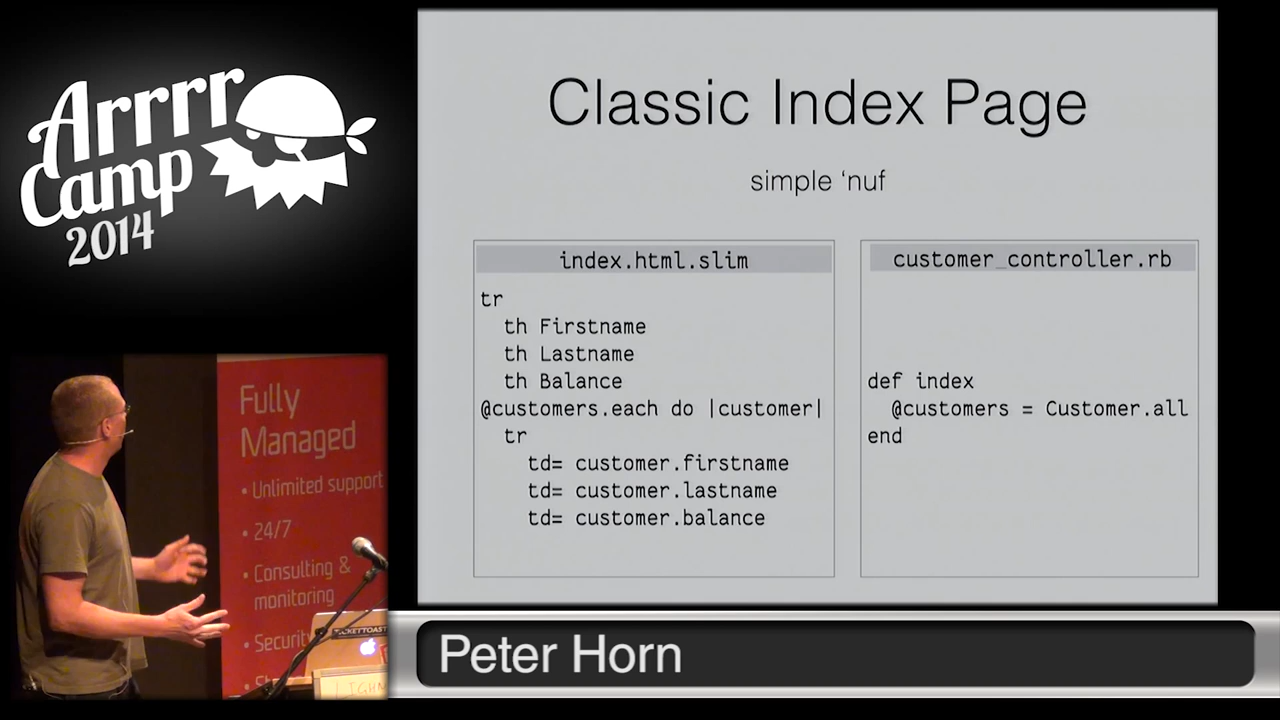 Arrrr
Camp
2014
Classic Index Page
simple ‘nuf
index.html.slim
tr
th Firstname
th Lastname
th Balance
@customers.each do |customer|
tr
td= customer.firstname
td= customer.lastname
td= customer.balance
customer_controller.rb
def index
@customers = Customer.all
end
Fully
Managed
• Unlimited support
• 24/7
• Consulting &
monitoring
• Security
Peter Horn